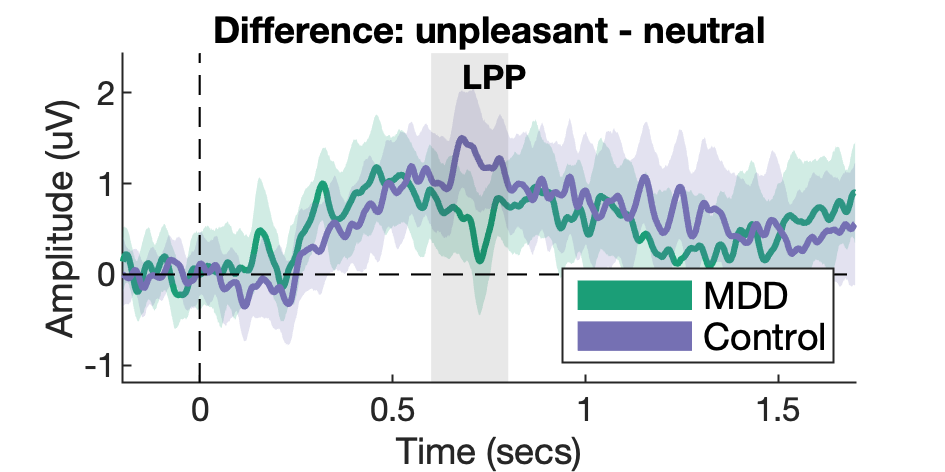 Difference: unpleasant - neutral
LPP
Amplitude (uV)
2
1
0
-1
MDD
Control
0
0.5
1
1.5
Time (secs)